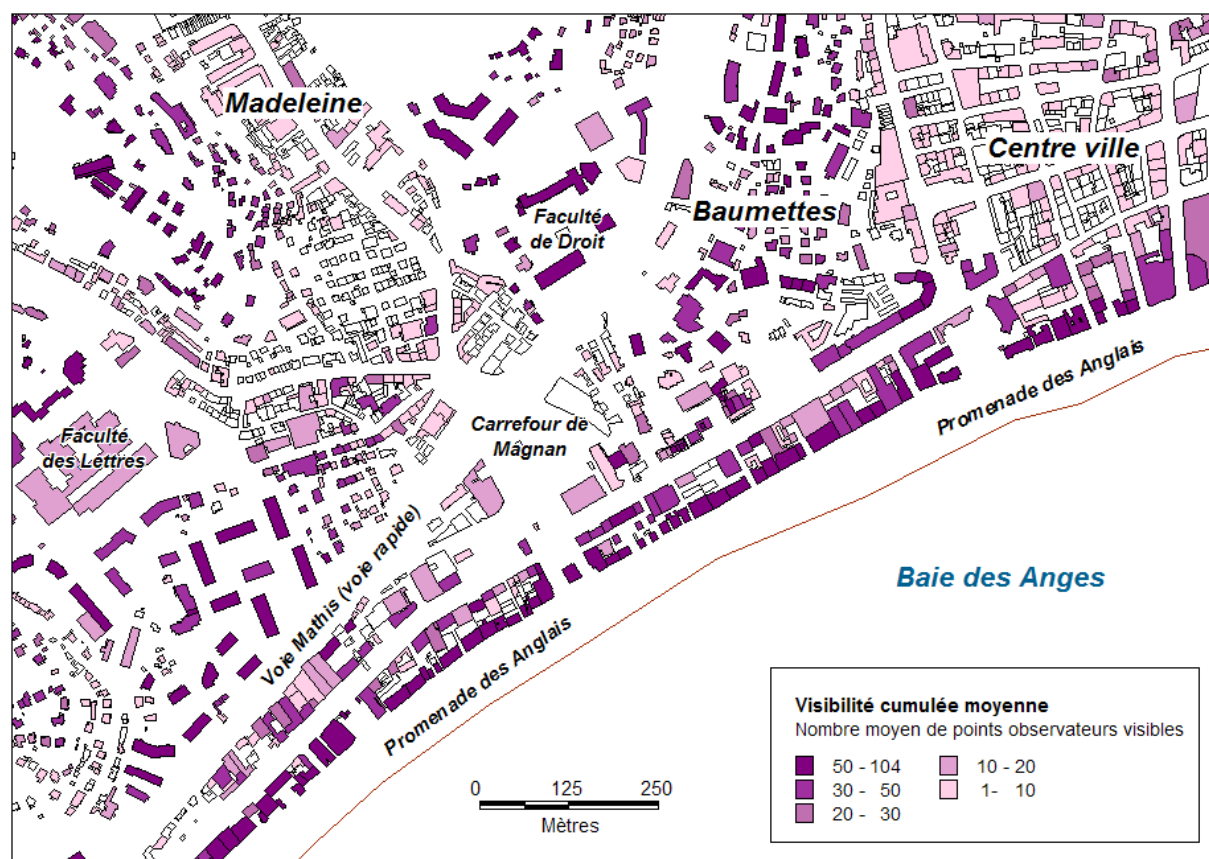 Madeleine
Centre ville
Baumettes
Faculté
de Droit
Promenade des Anglais
Carrefour de
Magnan
Faculté
des Lettres
Voie Mathis (voie rapide)
Baie des Anges
Promenade des Anglais
0 125 250
Mètres
Visibilité cumulée moyenne
Nombre moyen de points observateurs visibles
50 - 104
30 - 50
20 - 30
10 - 20
1- 10